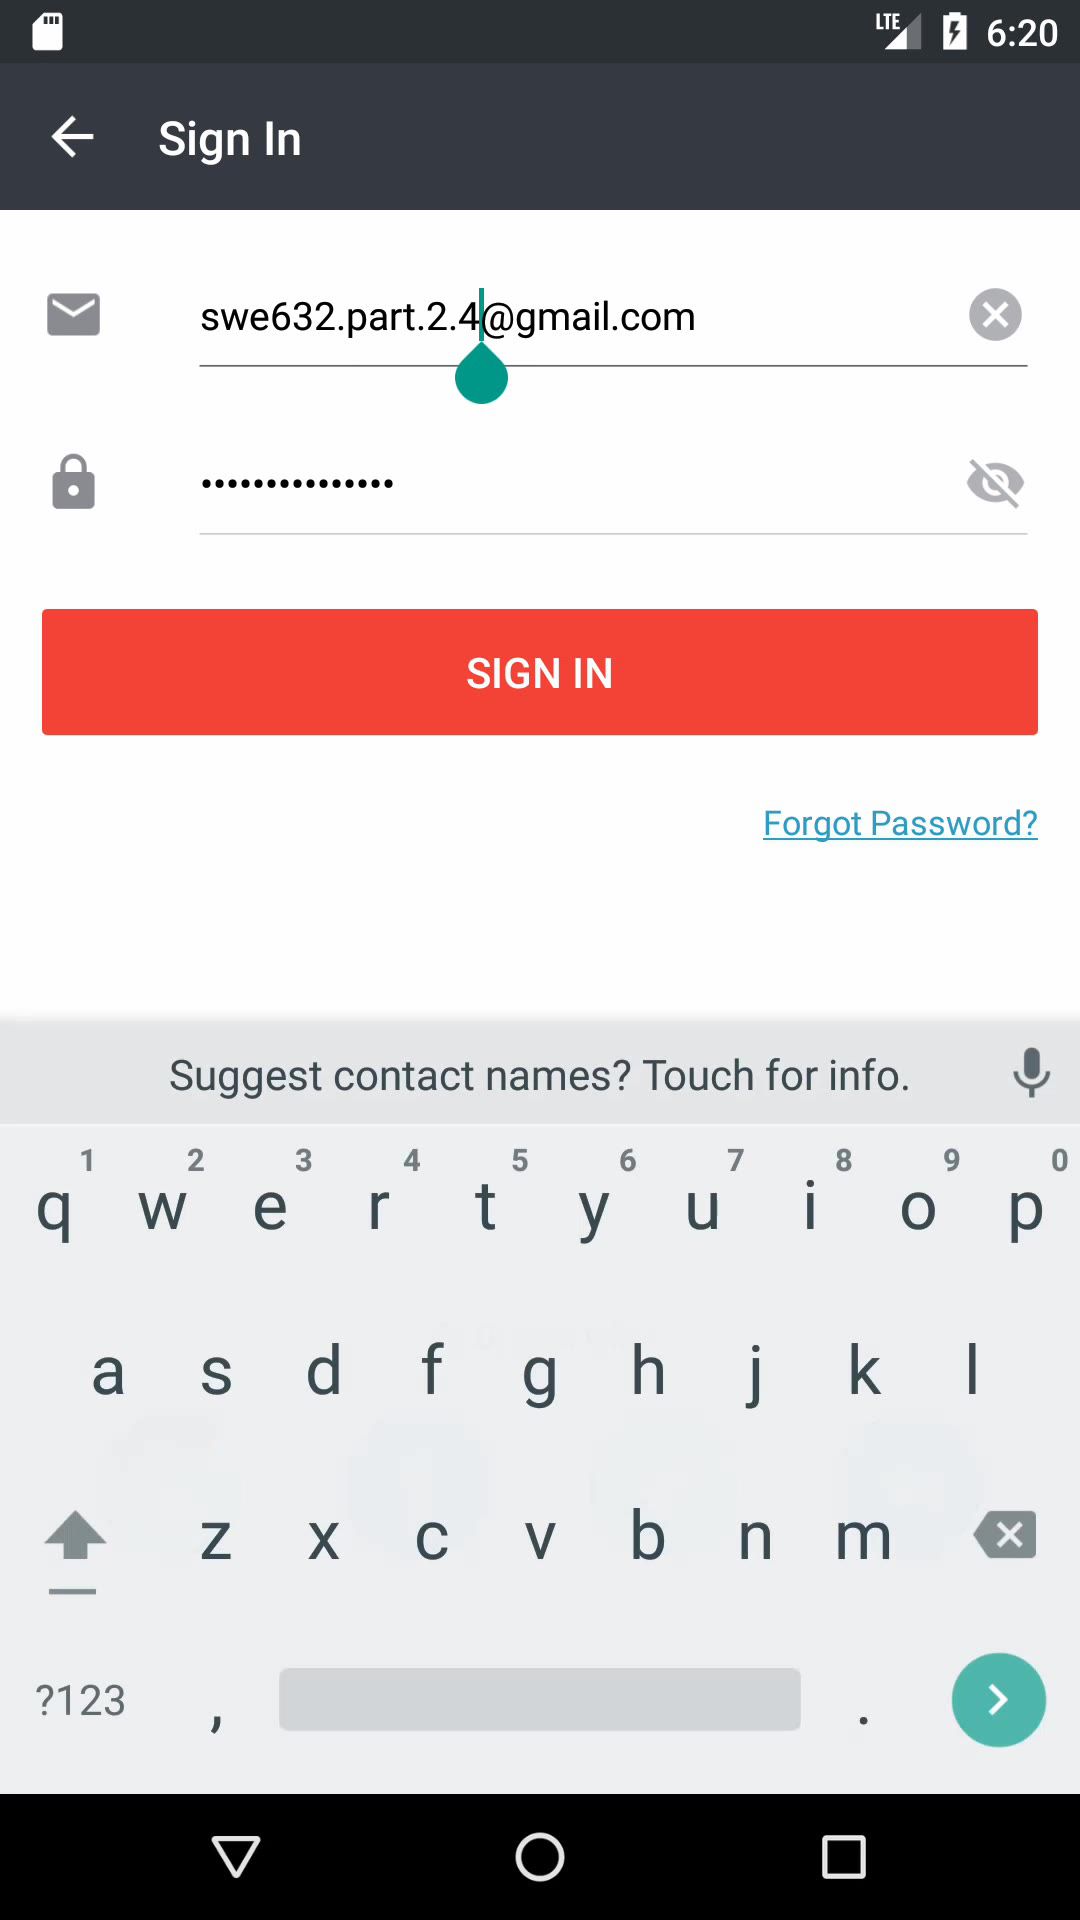 LTE 6:20
Sign In
swe632.part.2.4@gmail.com
•••••••••••••••
SIGN IN
Forgot Password?
Suggest contact names? Touch for info.
1 2 3 4 5 6 7 8 9 0
q w e r t y u i o p
a s d f g h j k l
z x c v b n m
?123 , .